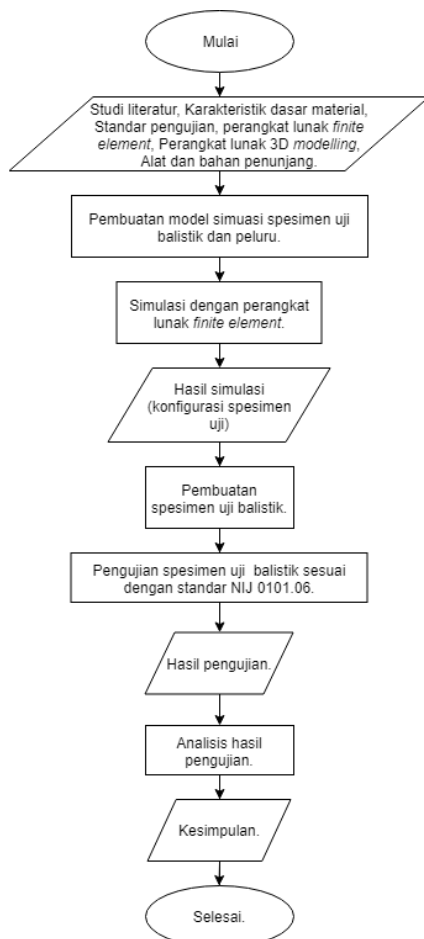 Mulai
Studi literatur, Karakteristik dasar material,
Standar pengujian, perangkat lunak finite
element, Perangkat lunak 3D modelling,
Alat dan bahan penunjang.
Pembuatan model simuasi spesimen uji
balistik dan peluru.
Simulasi dengan perangkat
lunak finite element.
Hasil simulasi
(konfigurasi spesimen
uji)
Pembuatan
spesimen uji balistik.
Pengujian spesimen uji balistik sesuai
dengan standar NIJ 0101.06.
Hasil pengujian.
Analisis hasil
pengujian.
Kesimpulan.
Selesai.